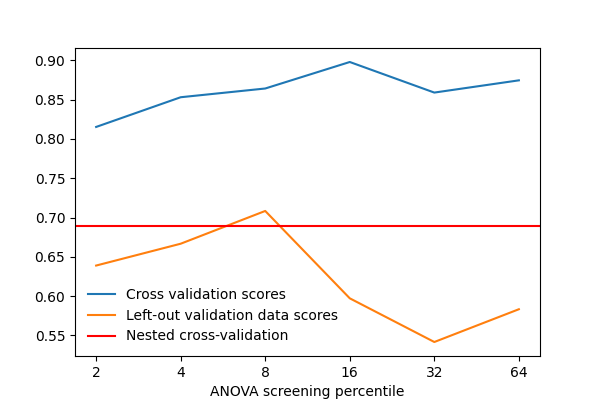 0.90
0.85
0.80
0.75
0.70
0.65
0.60
0.55
Cross validation scores
Left-out validation data scores
Nested cross-validation
2 4 8 16 32 64
ANOVA screening percentile